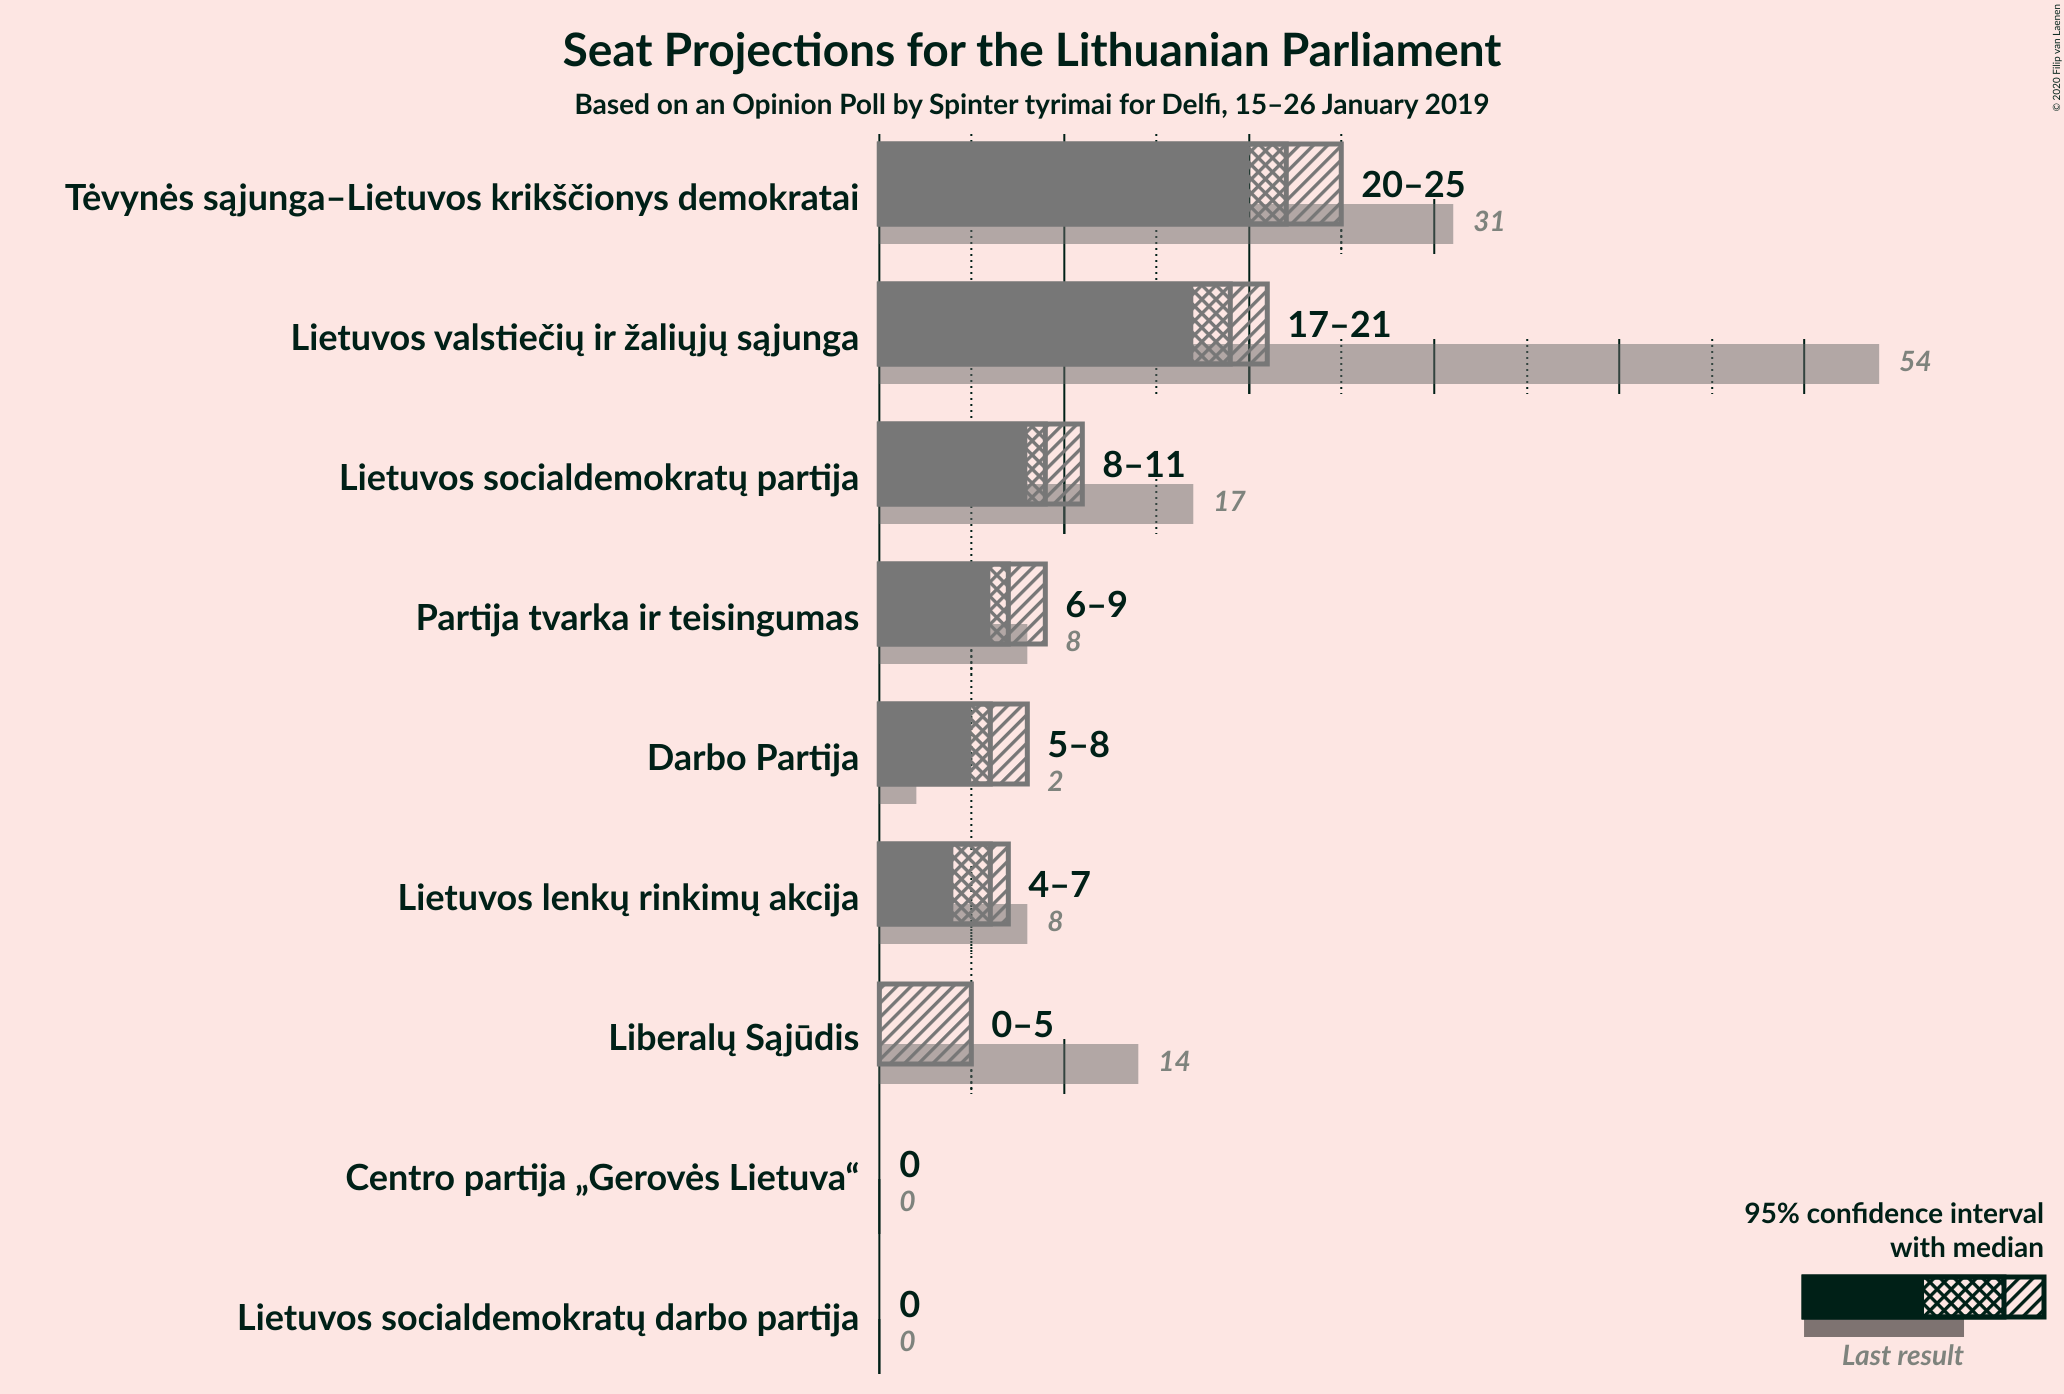 Seat Projections for the Lithuanian Parliament
Based on an Opinion Poll by Spinter tyrimai for Delfi, 15–26 January 2019
© 2020 Filip van Laenen
Tėvynės sąjunga–Lietuvos krikščionys demokratai
20–25
31
Lietuvos valstiečių ir žaliųjų sąjunga
17–21
54
Lietuvos socialdemokratų partija
8–11
17
Partija tvarka ir teisingumas
6–9
8
Darbo Partija
5–8
2
Lietuvos lenkų rinkimų akcija
4–7
8
Liberalų Sąjūdis
0–5
14
Centro partija „Gerovės Lietuva“
0
0
Lietuvos socialdemokratų darbo partija
0
0
95% confidence interval
with median
Last result